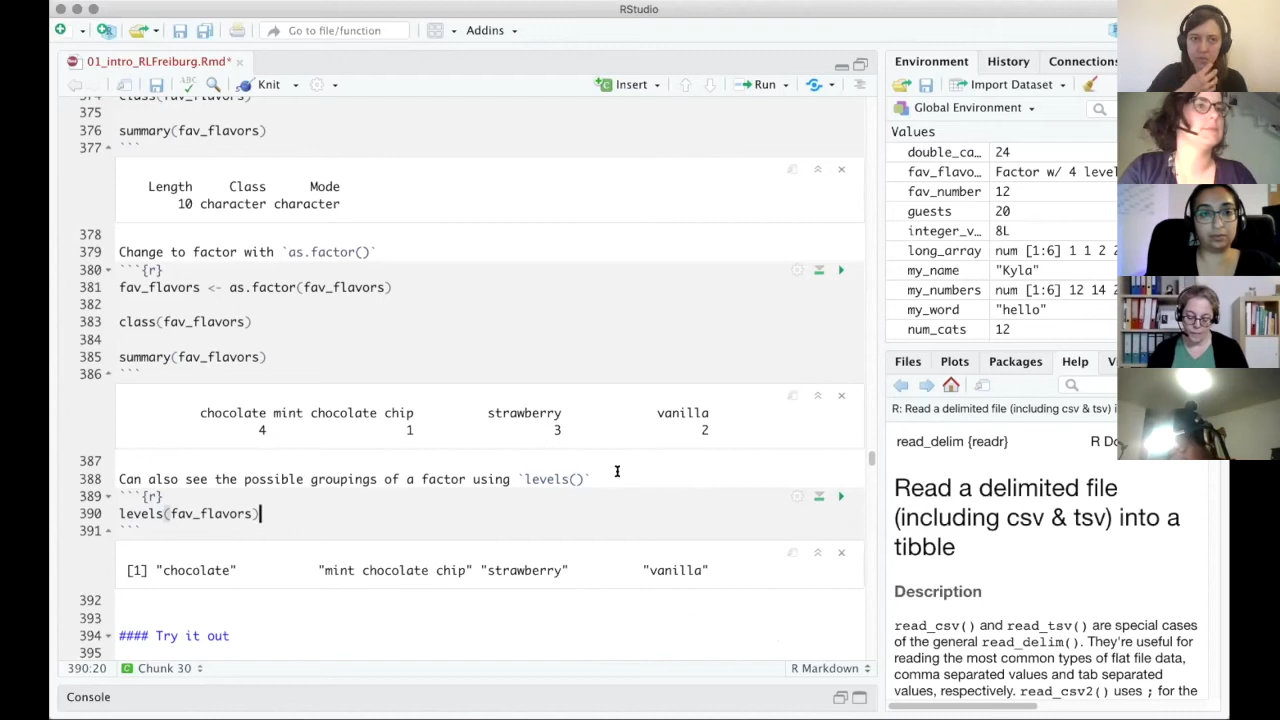 RStudio
Go to file/function
Addins
01_intro_RLFreiburg.Rmd*
Knit
Insert
Run
374 class(fav_flavors)
375
376 summary(fav_flavors)
377 ```
Length Class Mode
10 character character
378
379 Change to factor with `as.factor()`
380 ```{r}
381 fav_flavors <- as.factor(fav_flavors)
382
383 class(fav_flavors)
384
385 summary(fav_flavors)
386 ```
chocolate mint chocolate chip strawberry vanilla
4 1 3 2
387
388 Can also see the possible groupings of a factor using `levels()`
389 ```{r}
390 levels(fav_flavors)
391 ```
[1] "chocolate" "mint chocolate chip" "strawberry" "vanilla"
392
393
394 #### Try it out
395
390:20 Chunk 30 R Markdown
Console
Environment History Connections
Import Dataset
Global Environment
Values
double_ca… 24
fav_flavo… Factor w/ 4 level
fav_number 12
guests 20
integer_v… 8L
long_array num [1:6] 1 1 2 2
my_name "Kyla"
my_numbers num [1:6] 12 14 2
my_word "hello"
num_cats 12
Files Plots Packages Help V
R: Read a delimited file (including csv & tsv) i
read_delim {readr} R Do
Read a delimited file
(including csv & tsv) into a
tibble
Description
read_csv() and read_tsv() are special cases
of the general read_delim(). They're useful for
reading the most common types of flat file data,
comma separated values and tab separated
values, respectively. read_csv2() uses ; for the